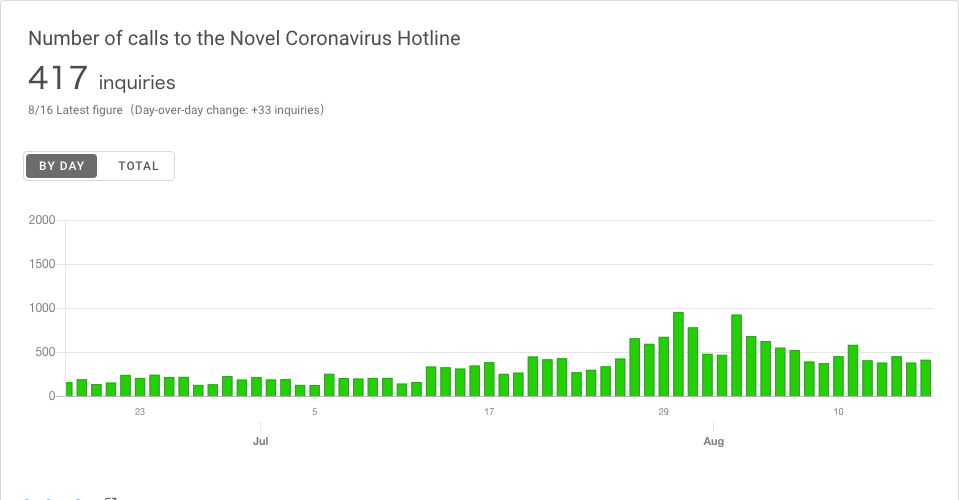 Number of calls to the Novel Coronavirus Hotline
417 inquiries
8/16 Latest figure（Day-over-day change: +33 inquiries）
BY DAY TOTAL
2000
1500
1000
500
0
23 5 17 29 10
Jul Aug